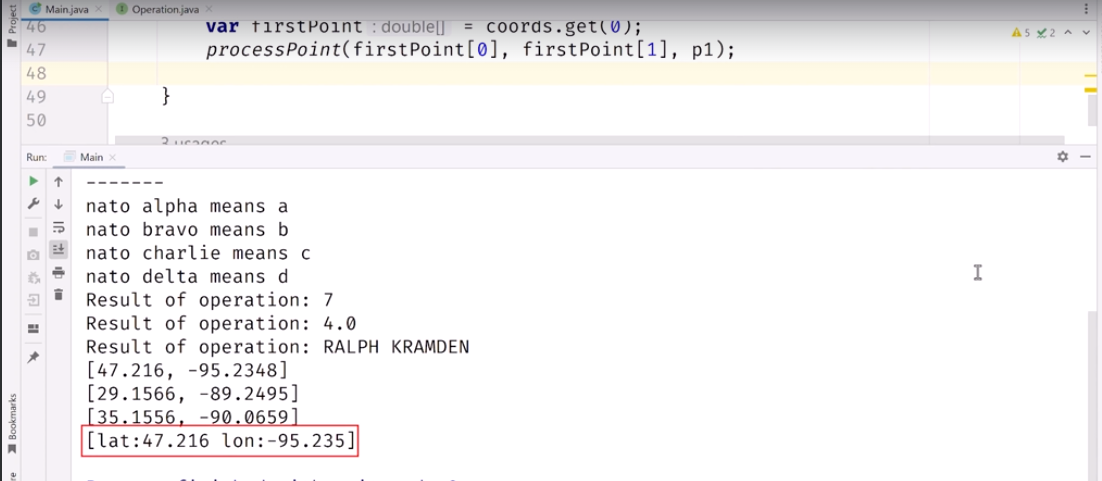 Main.java
Operation.java
Project
46 var firstPoint : double[] = coords.get(0);
5 2
47 processPoint(firstPoint[0], firstPoint[1], p1);
48
49 }
50
3 usages
Run: Main
-------
nato alpha means a
nato bravo means b
nato charlie means c
nato delta means d
Result of operation: 7
Result of operation: 4.0
Result of operation: RALPH KRAMDEN
[47.216, -95.2348]
[29.1566, -89.2495]
[35.1556, -90.0659]
[lat:47.216 lon:-95.235]
Bookmarks